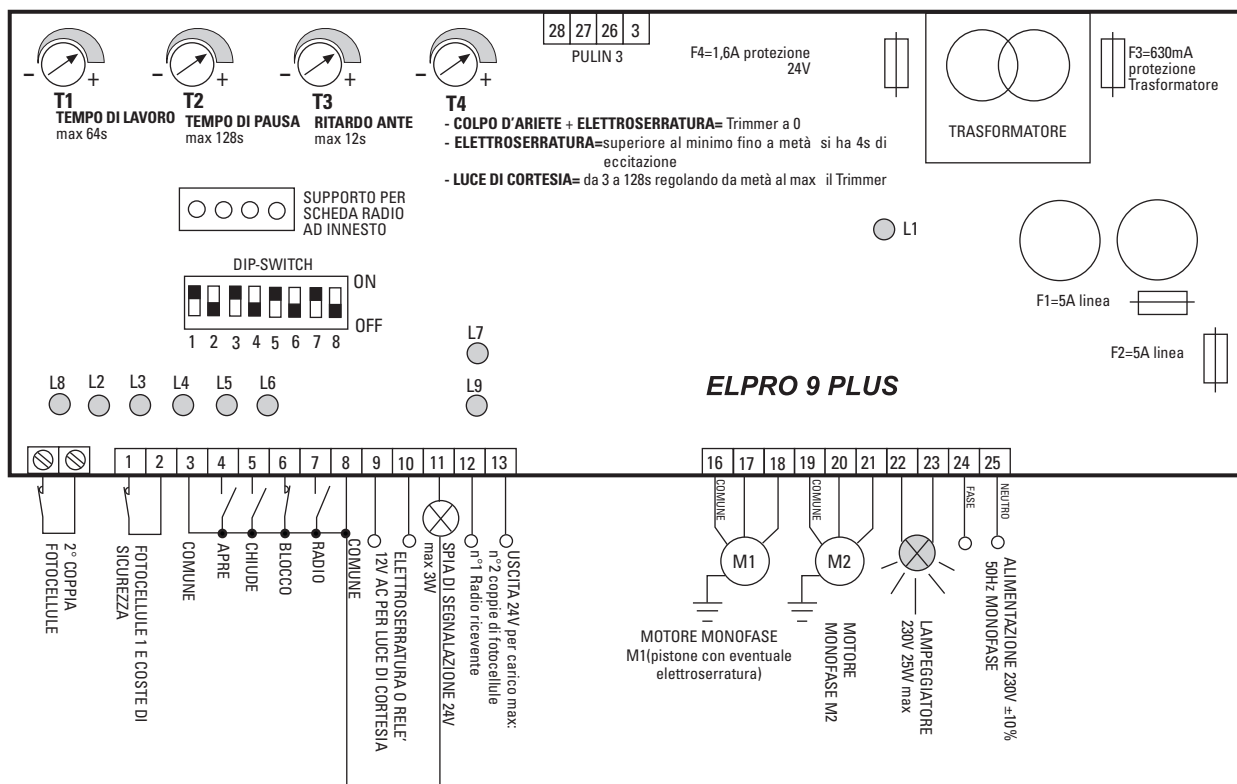 28 27 26 3
PULIN 3
F4=1,6A protezione
24V
F3=630mA
protezione
Trasformatore
TRASFORMATORE
- +
T1
TEMPO DI LAVORO
max 64s
- +
T2
TEMPO DI PAUSA
max 128s
- +
T3
RITARDO ANTE
max 12s
- +
T4
- COLPO D'ARIETE + ELETTROSERRATURA= Trimmer a 0
- ELETTROSERRATURA=superiore al minimo fino a metà si ha 4s di
eccitazione
- LUCE DI CORTESIA= da 3 a 128s regolando da metà al max il Trimmer
SUPPORTO PER
SCHEDA RADIO
AD INNESTO
L1
DIP-SWITCH
ON
OFF
1 2 3 4 5 6 7 8
F1=5A linea
F2=5A linea
L7
L8 L2 L3 L4 L5 L6
L9
ELPRO 9 PLUS
1 2 3 4 5 6 7 8 9 10 11 12 13
16 17 18 19 20 21 22 23 24 25
2° COPPIA
FOTOCELLULE
FOTOCELLULE 1 E COSTE DI
SICUREZZA
COMUNE
APRE
CHIUDE
BLOCCO
RADIO
COMUNE
ELETTROSERRATURA O RELE'
12V AC PER LUCE DI CORTESIA
SPIA DI SEGNALAZIONE 24V
max 3W
USCITA 24V per carico max:
n°2 coppie di fotocellule
n°1 Radio ricevente
COMUNE
M1
MOTORE MONOFASE
M1(pistone con eventuale
elettroserratura)
COMUNE
M2
MOTORE
MONOFASE M2
LAMPEGGIATORE
230V 25W max
FASE
NEUTRO
ALIMENTAZIONE 230V ±10%
50Hz MONOFASE